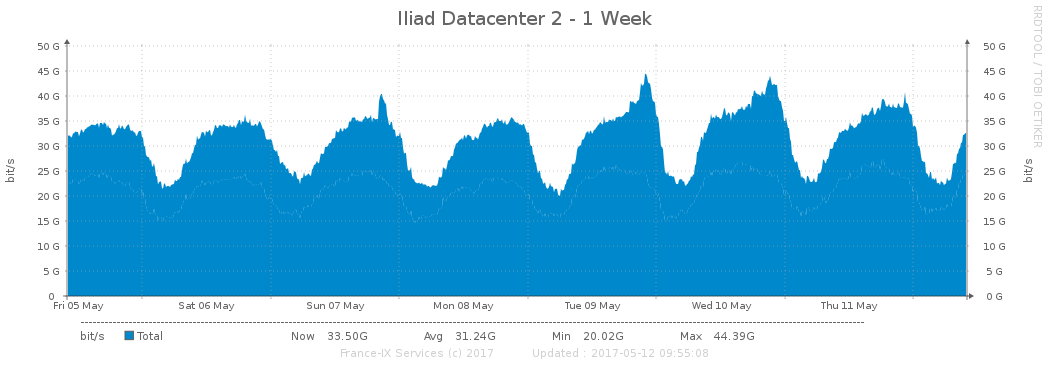 Iliad Datacenter 2 - 1 Week
RRDTOOL / TOBI OETIKER
50 G 50 G
45 G 45 G
40 G 40 G
35 G 35 G
30 G 30 G
25 G 25 G
20 G 20 G
15 G 15 G
10 G 10 G
5 G 5 G
0 0 G
bit/s bit/s
Fri 05 May Sat 06 May Sun 07 May Mon 08 May Tue 09 May Wed 10 May Thu 11 May
bit/s Total Now 33.50G Avg 31.24G Min 20.02G Max 44.39G
France-IX Services (c) 2017 Updated : 2017-05-12 09:55:08